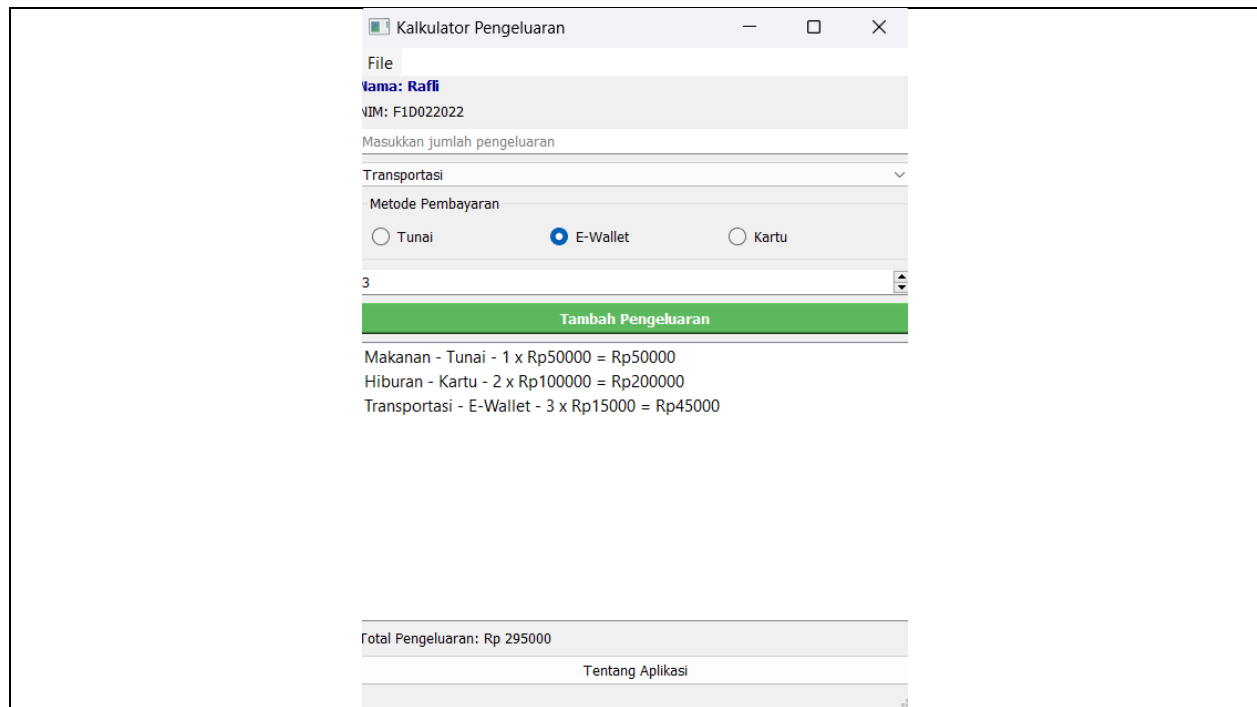 Kalkulator Pengeluaran
File
Nama: Rafli
NIM: F1D022022
Masukkan jumlah pengeluaran
Transportasi
Metode Pembayaran
Tunai E-Wallet Kartu
3
Tambah Pengeluaran
Makanan - Tunai - 1 x Rp50000 = Rp50000
Hiburan - Kartu - 2 x Rp100000 = Rp200000
Transportasi - E-Wallet - 3 x Rp15000 = Rp45000
Total Pengeluaran: Rp 295000
Tentang Aplikasi